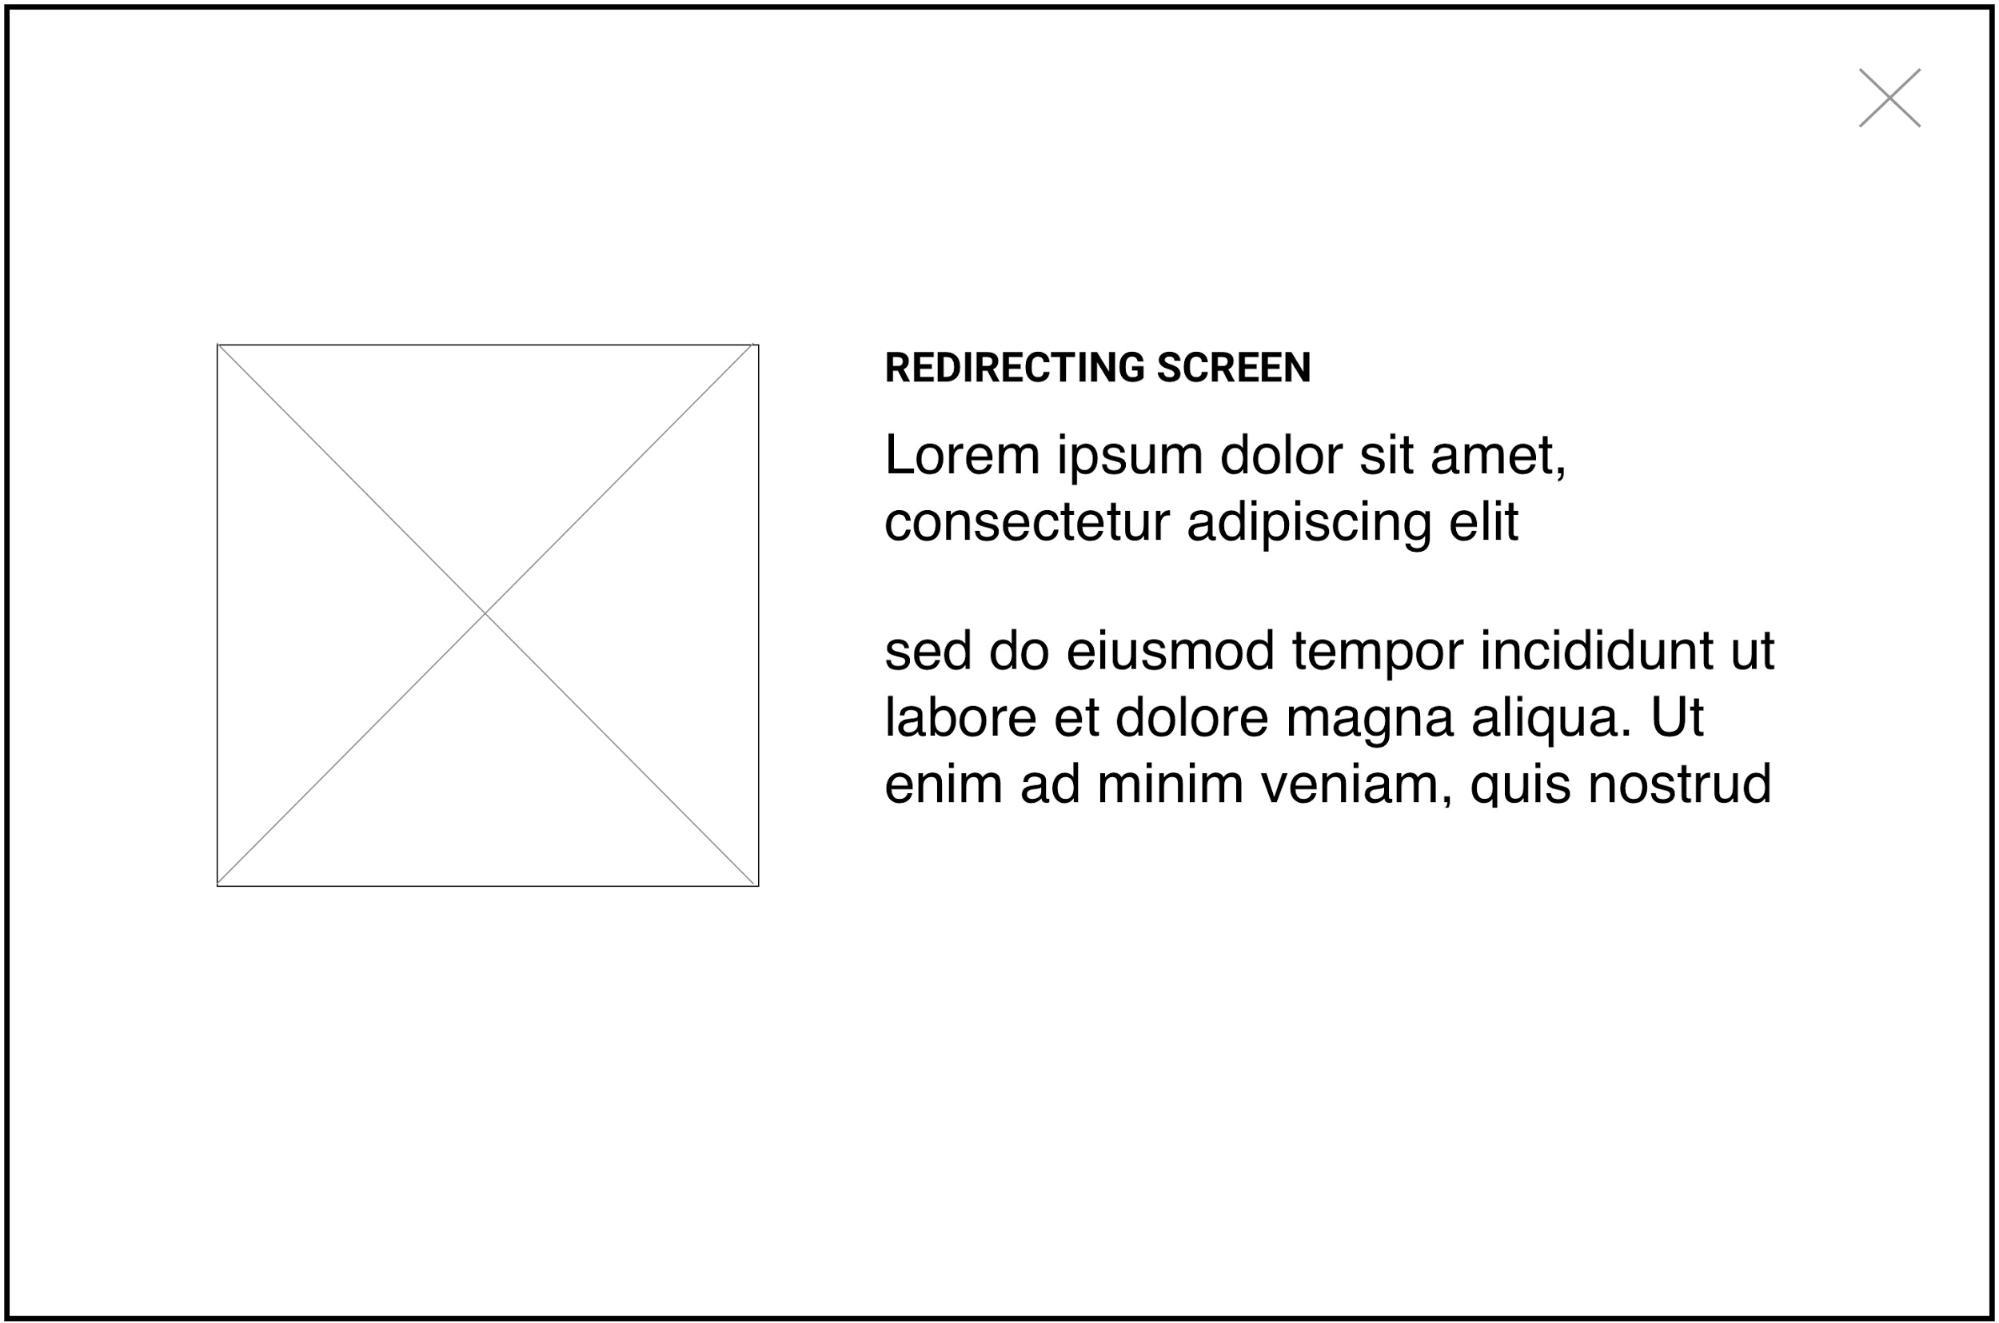 REDIRECTING SCREEN
Lorem ipsum dolor sit amet,
consectetur adipiscing elit
sed do eiusmod tempor incididunt ut
labore et dolore magna aliqua. Ut
enim ad minim veniam, quis nostrud